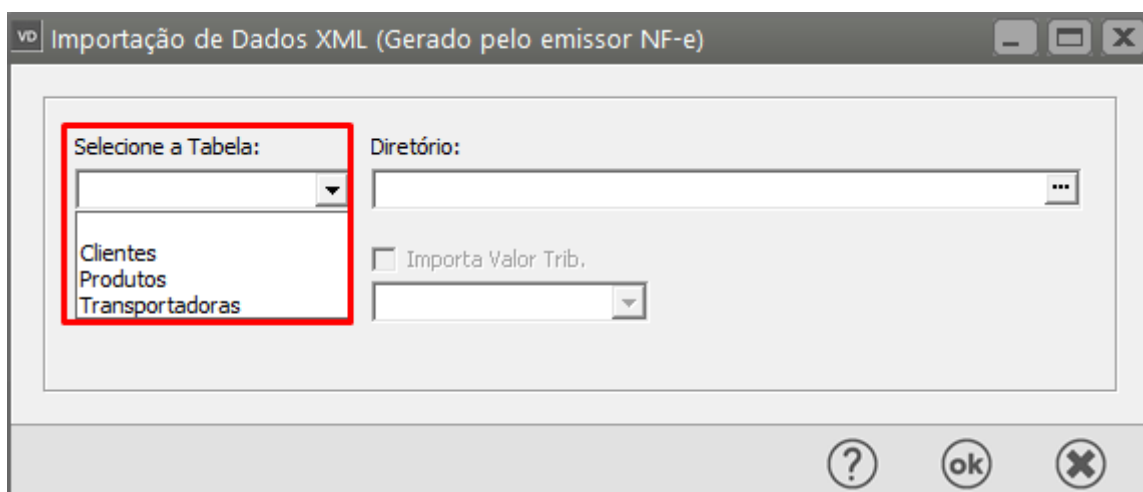 VD Importação de Dados XML (Gerado pelo emissor NF-e)
Selecione a Tabela:
Diretório:
...
Clientes
Produtos
Transportadoras
Importa Valor Trib.
? ok